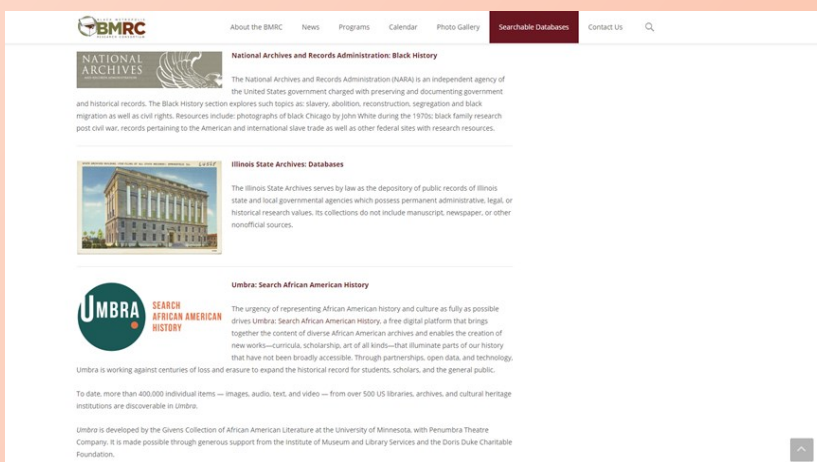 BLACK METROPOLIS
BMRC
RESEARCH CONSORTIUM
About the BMRC News Programs Calendar Photo Gallery Searchable Databases Contact Us
NATIONAL
ARCHIVES
National Archives and Records Administration: Black History
The National Archives and Records Administration (NARA) is an independent agency of
the United States government charged with preserving and documenting government
and historical records. The Black History section explores such topics as: slavery, abolition, reconstruction, segregation and black
migration as well as civil rights. Resources include: photographs of black Chicago by John White during the 1970s; black family research
post civil war, records pertaining to the American and international slave trade as well as other federal sites with research resources.
Illinois State Archives: Databases
The Illinois State Archives serves by law as the depository of public records of Illinois
state and local governmental agencies which possess permanent administrative, legal, or
historical research values. Its collections do not include manuscript, newspaper, or other
nonofficial sources.
UMBRA
SEARCH
AFRICAN AMERICAN
HISTORY
Umbra: Search African American History
The urgency of representing African American history and culture as fully as possible
drives Umbra: Search African American History, a free digital platform that brings
together the content of diverse African American archives and enables the creation of
new works—curricula, scholarship, art of all kinds—that illuminate parts of our history
that have not been broadly accessible. Through partnerships, open data, and technology,
Umbra is working against centuries of loss and erasure to expand the historical record for students, scholars, and the general public.
To date, more than 400,000 individual items — images, audio, text, and video — from over 500 US libraries, archives, and cultural heritage
institutions are discoverable in Umbra.
Umbra is developed by the Givens Collection of African American Literature at the University of Minnesota, with Penumbra Theatre
Company. It is made possible through generous support from the Institute of Museum and Library Services and the Doris Duke Charitable
Foundation.